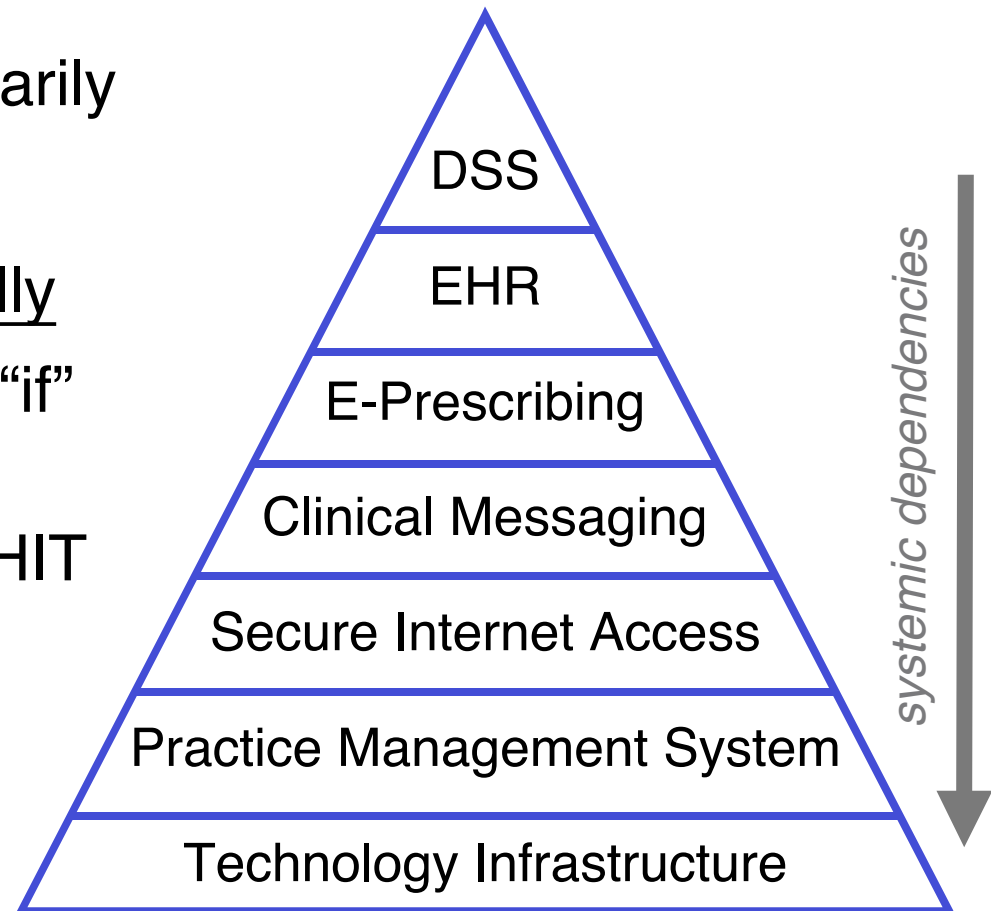 arily
lly
“if”
HIT
DSS
EHR
E-Prescribing
Clinical Messaging
Secure Internet Access
Practice Management System
Technology Infrastructure
systemic dependencies